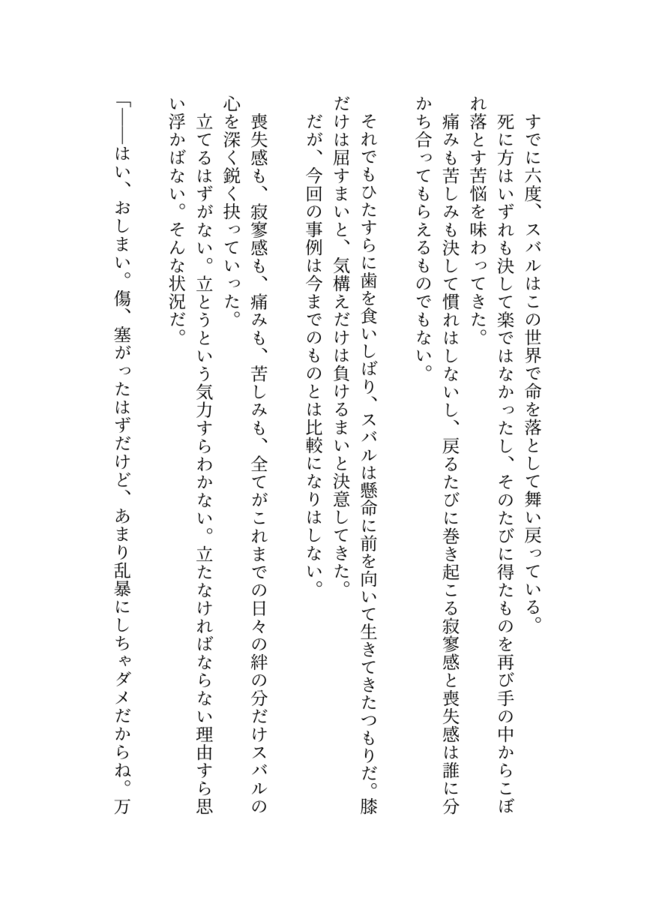 すでに六度、スバルはこの世界で命を落として舞い戻っている。
死に方はいずれも決して楽ではなかったし、そのたびに得たものを再び手の中からこぼ
れ落とす苦悩を味わってきた。
痛みも苦しみも決して慣れはしないし、戻るたびに巻き起こる寂寥感と喪失感は誰に分
かち合ってもらえるものでもない。
それでもひたすらに歯を食いしばり、スバルは懸命に前を向いて生きてきたつもりだ。膝
だけは屈すまいと、気構えだけは負けるまいと決意してきた。
だが、今回の事例は今までのものとは比較になりはしない。
喪失感も、寂寥感も、痛みも、苦しみも、全てがこれまでの日々の絆の分だけスバルの
心を深く鋭く抉っていった。
立てるはずがない。立とうという気力すらわかない。立たなければならない理由すら思
い浮かばない。そんな状況だ。
「――はい、おしまい。傷、塞がったはずだけど、あまり乱暴にしちゃダメだからね。万